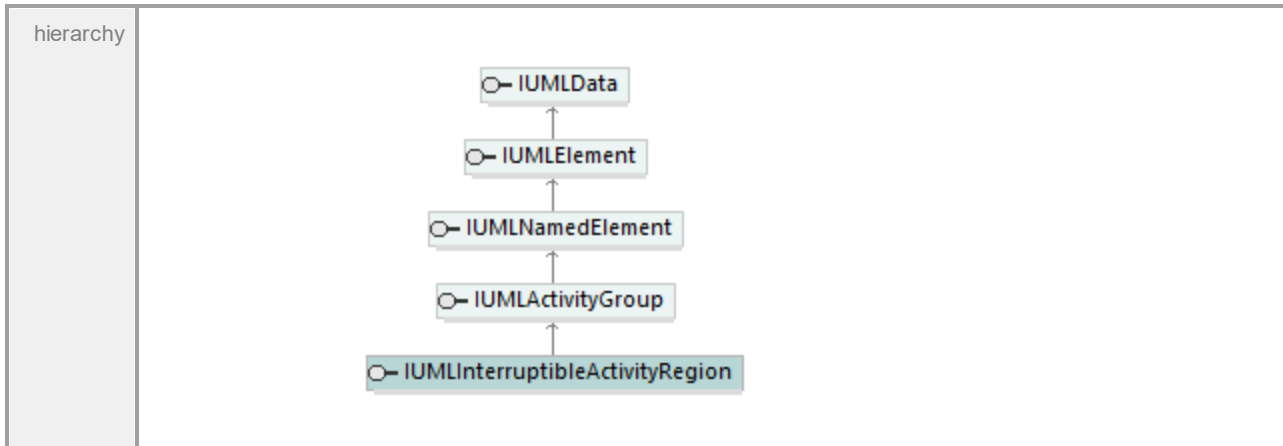 hierarchy
IUMLData
IUMLElement
IUMLNamedElement
IUMLActivityGroup
IUMLInterruptibleActivityRegion